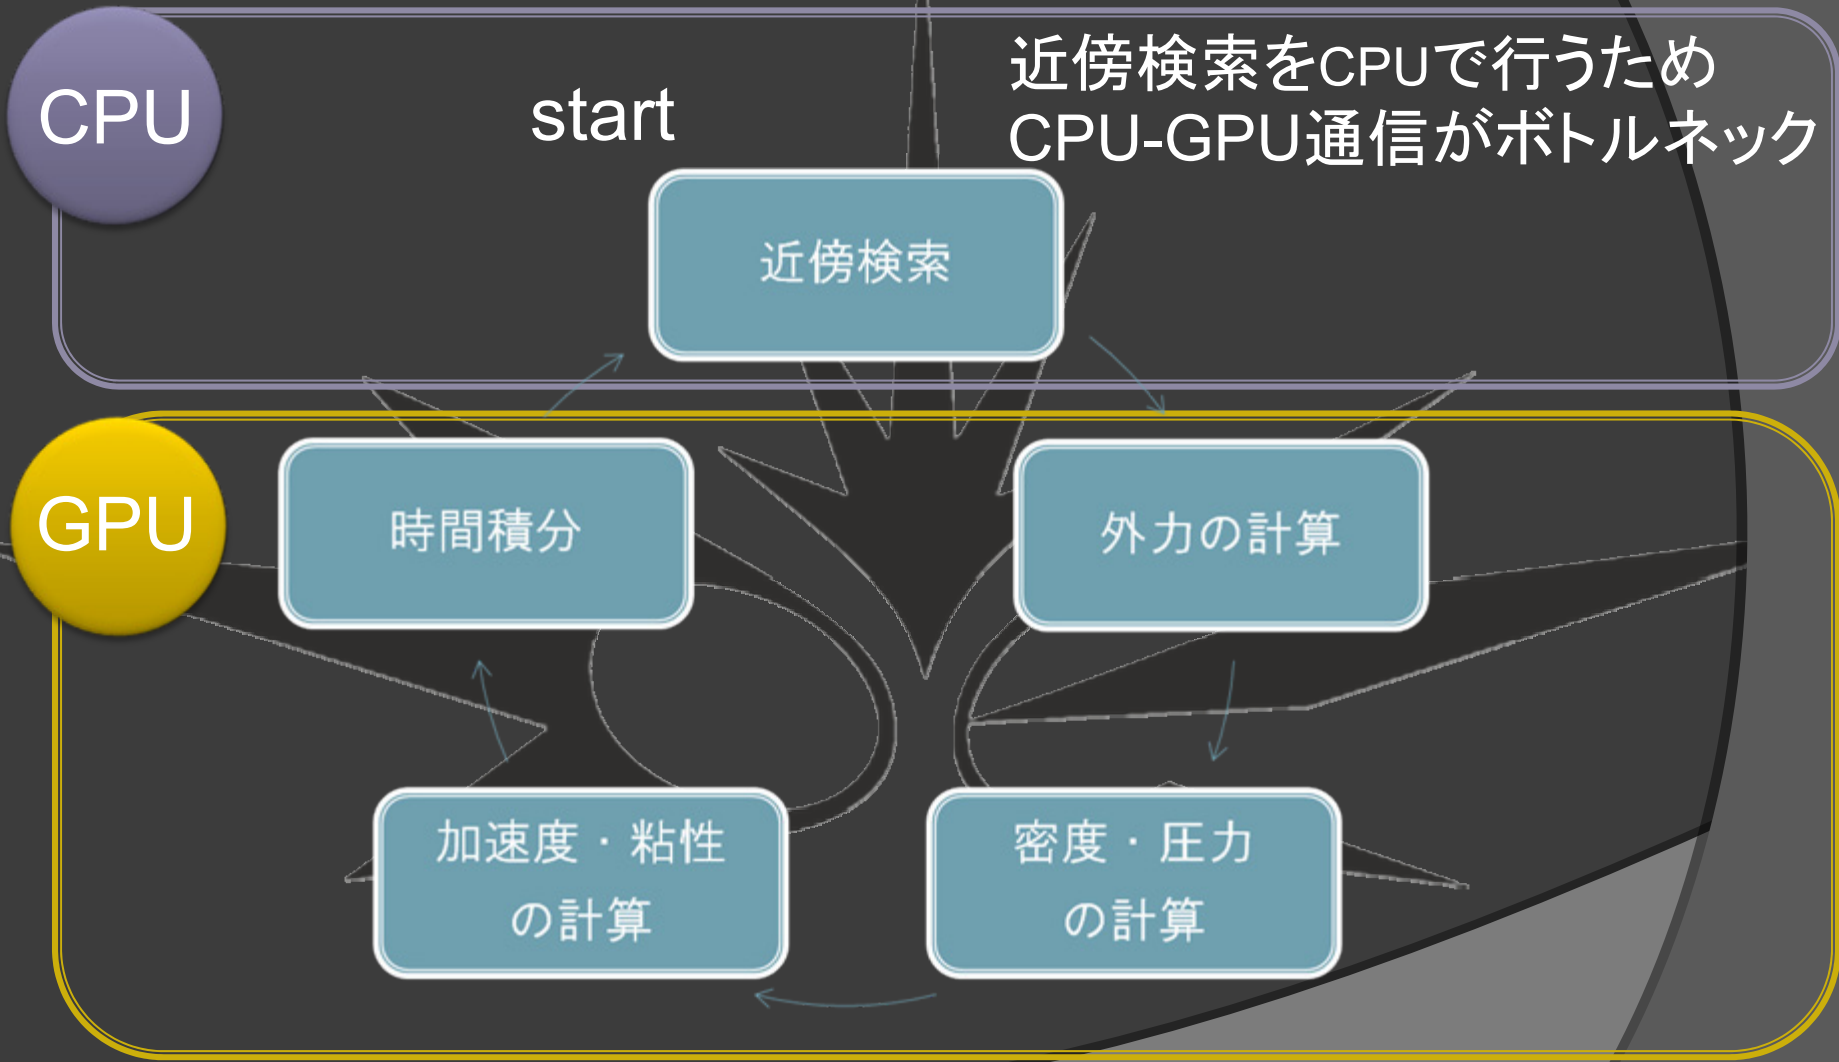 CPU
start
近傍検索をCPUで行うため
CPU-GPU通信がボトルネック
近傍検索
GPU
時間積分
外力の計算
加速度・粘性
の計算
密度・圧力
の計算